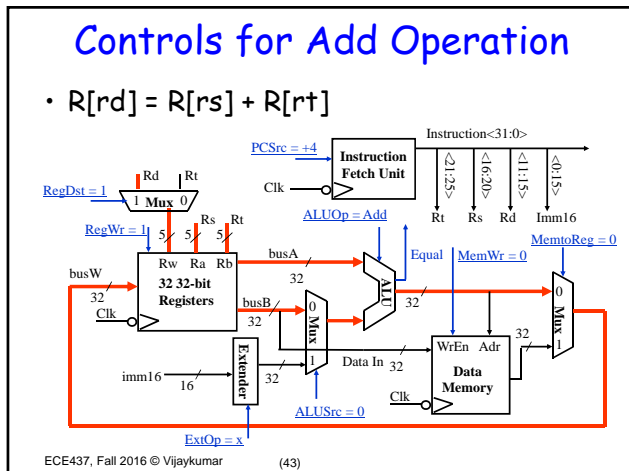 Controls for Add Operation
• R[rd] = R[rs] + R[rt]
Instruction<31:0>
PCSrc = +4
Instruction
Fetch Unit
Clk
<21:25>
<16:20>
<11:15>
<0:15>
Rt
Rs
Rd
Imm16
Rd
Rt
RegDst = 1
1 Mux 0
RegWr = 1
5
5
5
Rs
Rt
ALUOp = Add
Equal
MemWr = 0
MemtoReg = 0
busW
32
Rw Ra Rb
32 32-bit
Registers
Clk
busA
32
busB
32
0
Mux
1
ALU
32
0
Mux
1
imm16
16
Extender
32
Data In
32
WrEn Adr
Data
Memory
32
Clk
ALUSrc = 0
ExtOp = x
ECE437, Fall 2016 © Vijaykumar
(43)